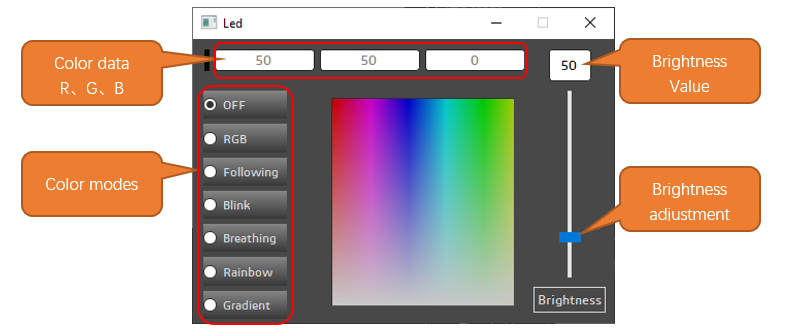 Led
Color data
R、G、B
50
50
0
50
Brightness
Value
OFF
RGB
Following
Blink
Breathing
Rainbow
Gradient
Color modes
Brightness
adjustment
Brightness